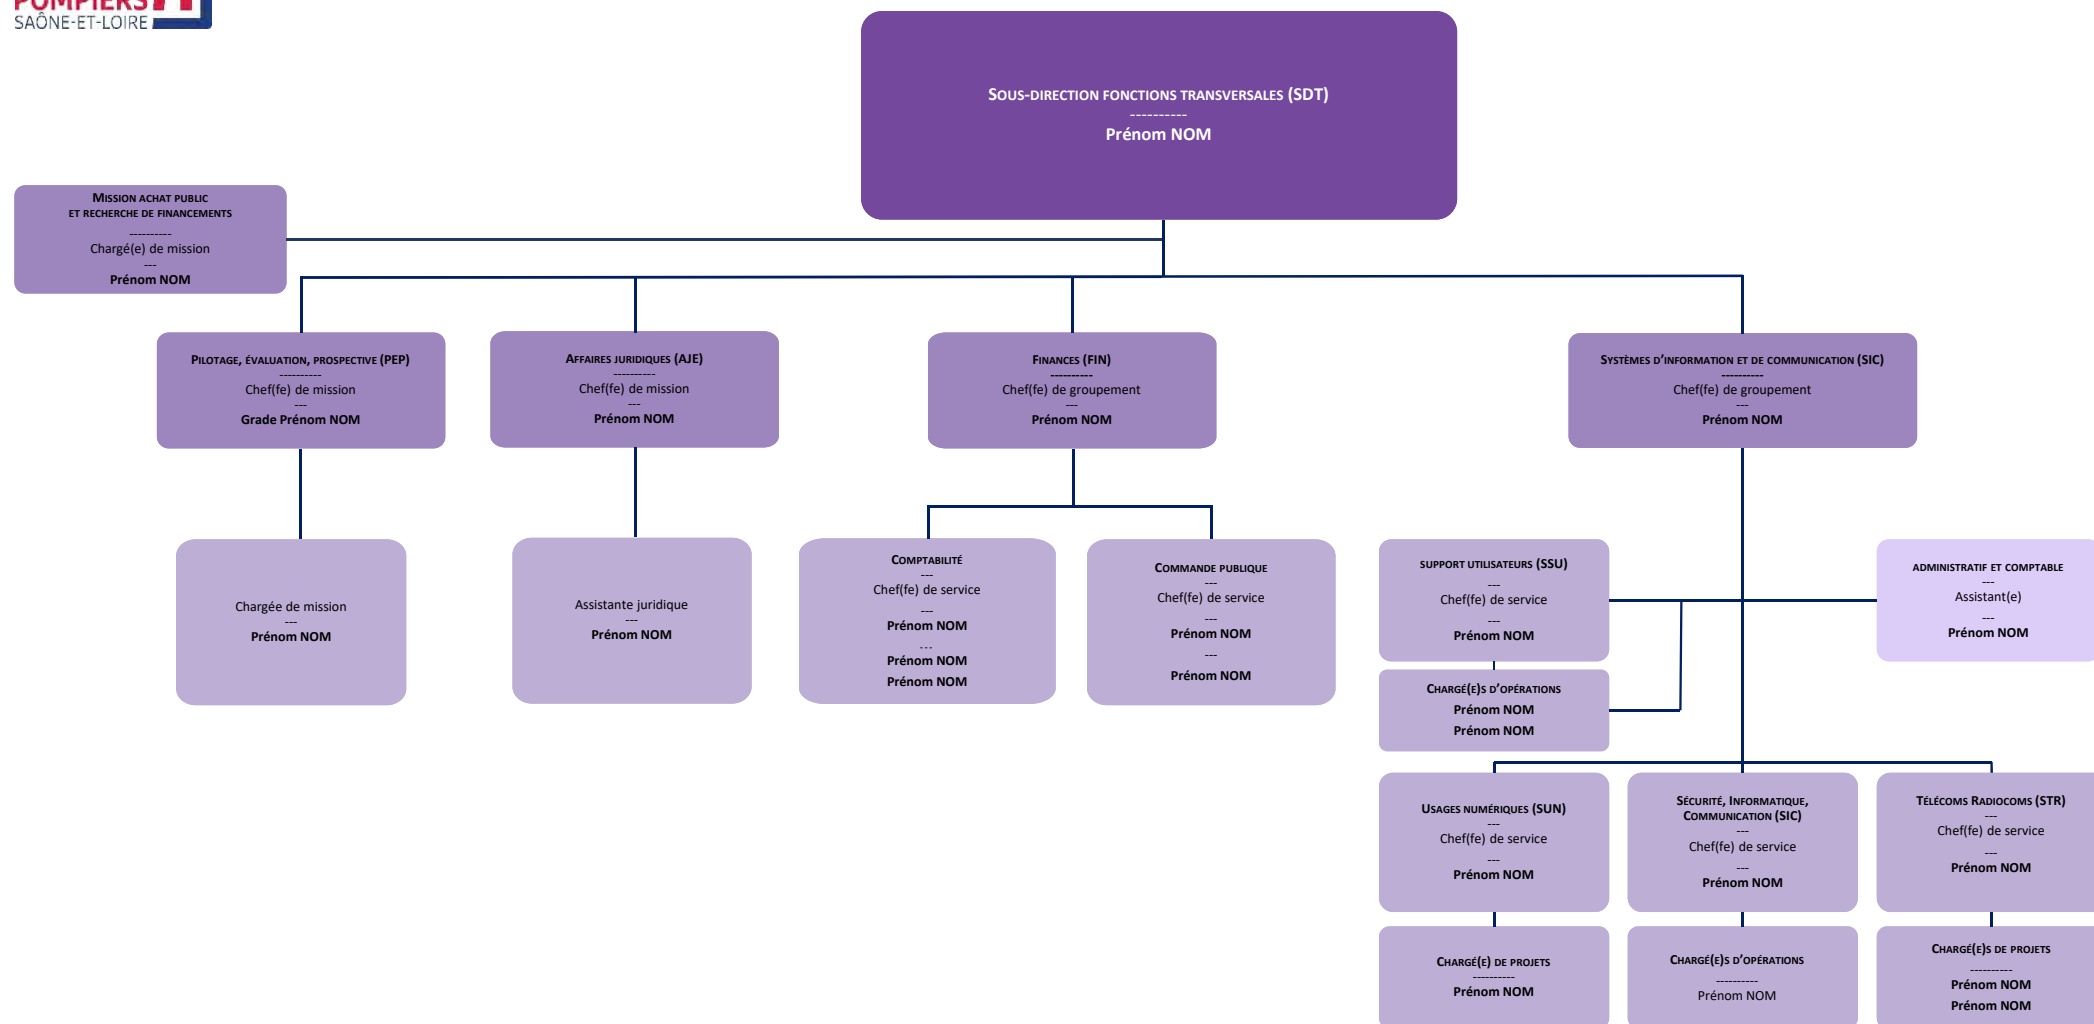 POMPIERS
SAÔNE-ET-LOIRE
SOUS-DIRECTION FONCTIONS TRANSVERSALES (SDT)
----------
Prénom NOM
MISSION ACHAT PUBLIC
ET RECHERCHE DE FINANCEMENTS
----------
Chargé(e) de mission
---
Prénom NOM
PILOTAGE, ÉVALUATION, PROSPECTIVE (PEP)
----------
Chef(fe) de mission
---
Grade Prénom NOM
AFFAIRES JURIDIQUES (AJE)
----------
Chef(fe) de mission
---
Prénom NOM
FINANCES (FIN)
----------
Chef(fe) de groupement
---
Prénom NOM
SYSTÈMES D'INFORMATION ET DE COMMUNICATION (SIC)
----------
Chef(fe) de groupement
---
Prénom NOM
Chargée de mission
---
Prénom NOM
Assistante juridique
---
Prénom NOM
COMPTABILITÉ
---
Chef(fe) de service
---
Prénom NOM
---
Prénom NOM
Prénom NOM
COMMANDE PUBLIQUE
---
Chef(fe) de service
---
Prénom NOM
---
Prénom NOM
SUPPORT UTILISATEURS (SSU)
---
Chef(fe) de service
---
Prénom NOM
ADMINISTRATIF ET COMPTABLE
---
Assistant(e)
---
Prénom NOM
CHARGÉ(E)S D'OPÉRATIONS
Prénom NOM
Prénom NOM
USAGES NUMÉRIQUES (SUN)
---
Chef(fe) de service
---
Prénom NOM
SÉCURITÉ, INFORMATIQUE,
COMMUNICATION (SIC)
---
Chef(fe) de service
---
Prénom NOM
TÉLÉCOMS RADIOCOMS (STR)
---
Chef(fe) de service
---
Prénom NOM
CHARGÉ(E) DE PROJETS
----------
Prénom NOM
CHARGÉ(E)S D'OPÉRATIONS
----------
Prénom NOM
CHARGÉ(E)S DE PROJETS
----------
Prénom NOM
Prénom NOM